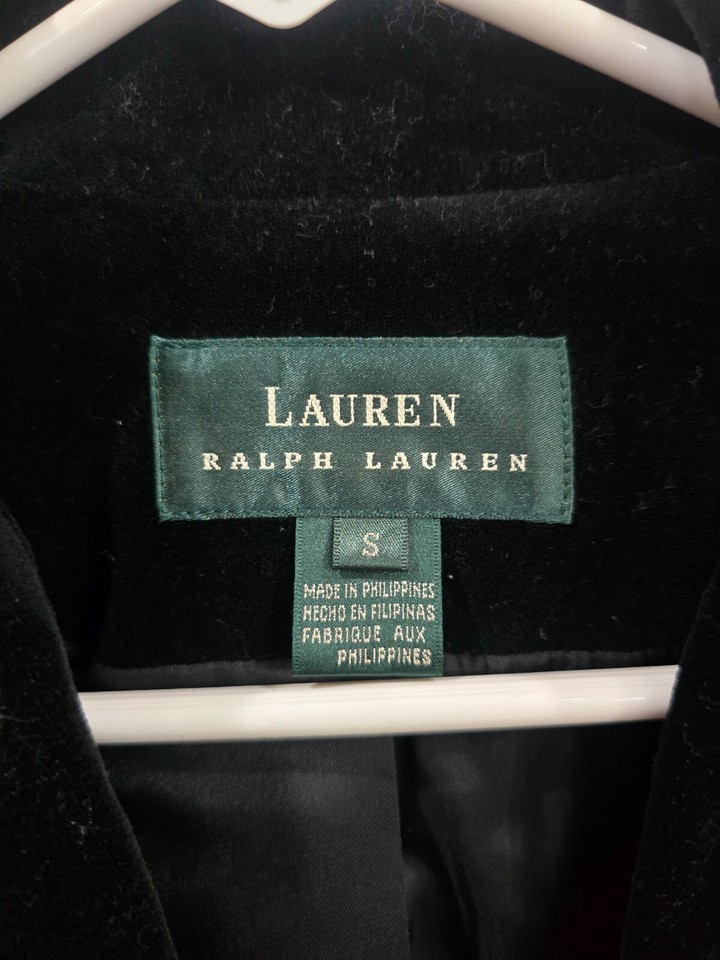 LAUREN
RALPH LAUREN
S
MADE IN PHILIPPINES
HECHO EN FILIPINAS
FABRIQUE AUX
PHILIPPINES